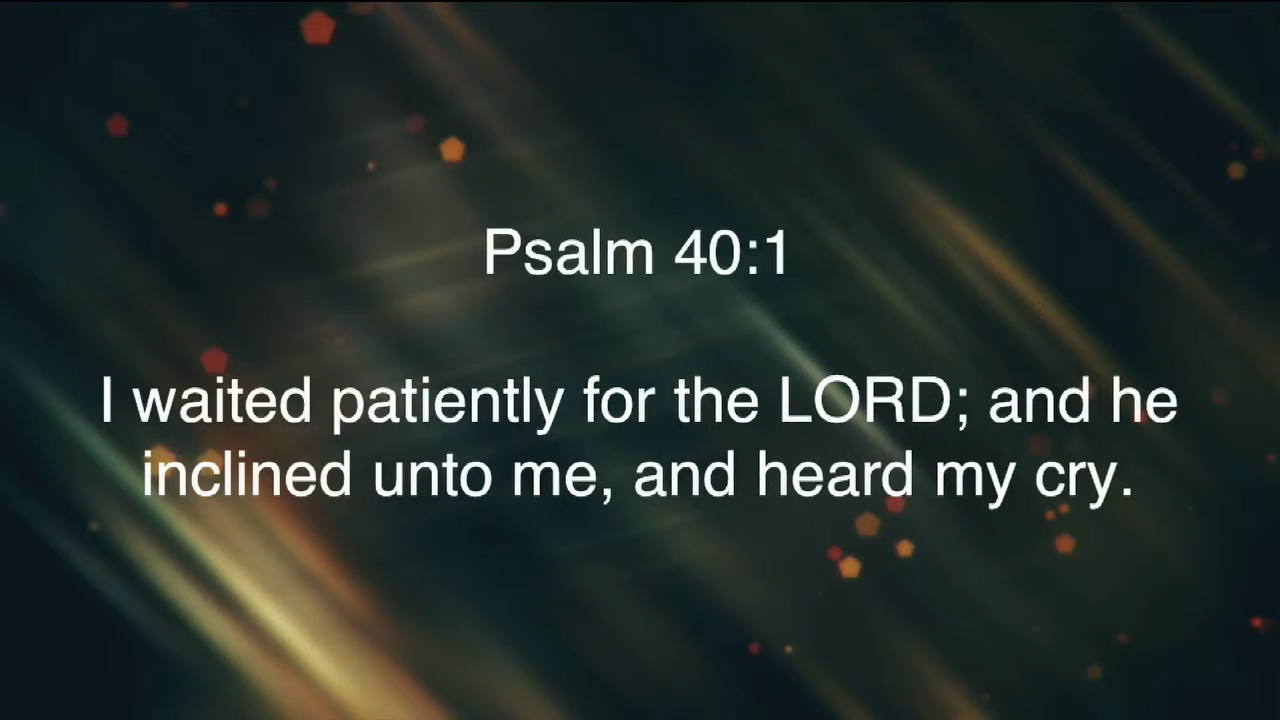 Psalm 40:1
I waited patiently for the LORD; and he
inclined unto me, and heard my cry.